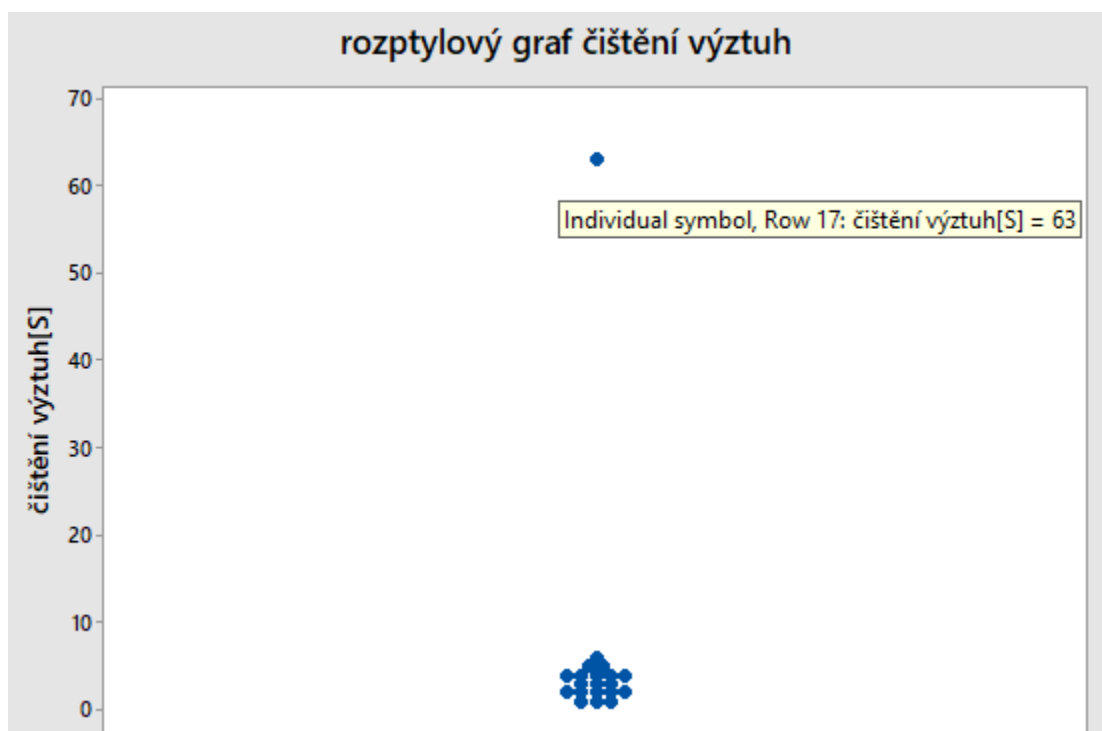 rozptylový graf čištění výztuh
70
60
Individual symbol, Row 17: čištění výztuh[S] = 63
50
čištění výztuh[S]
40
30
20
10
0